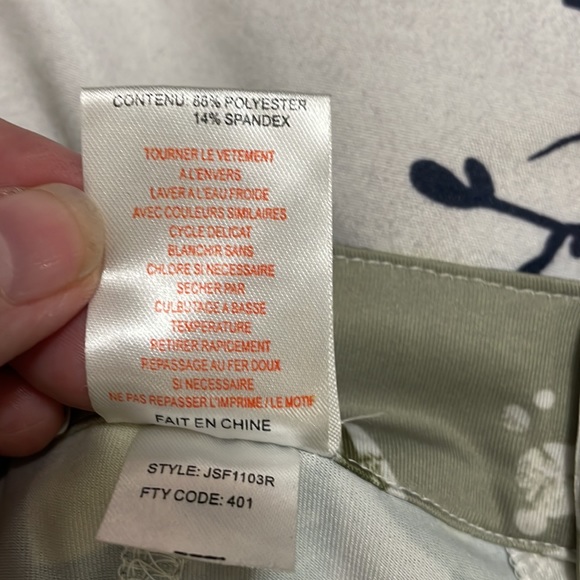 CONTENU: 86% POLYESTER
14% SPANDEX
TOURNER LE VETEMENT
A L'ENVERS
LAVER A L'EAU FROIDE
AVEC COULEURS SIMILAIRES
CYCLE DELICAT
BLANCHIR SANS
CHLORE SI NECESSAIRE
SECHER PAR
CULBUTAGE A BASSE
TEMPERATURE
RETIRER RAPIDEMENT
REPASSAGE AU FER DOUX
SI NECESSAIRE
NE PAS REPASSER L'IMPRIME / LE MOTIF
FAIT EN CHINE
STYLE: JSF1103R
FTY CODE: 401